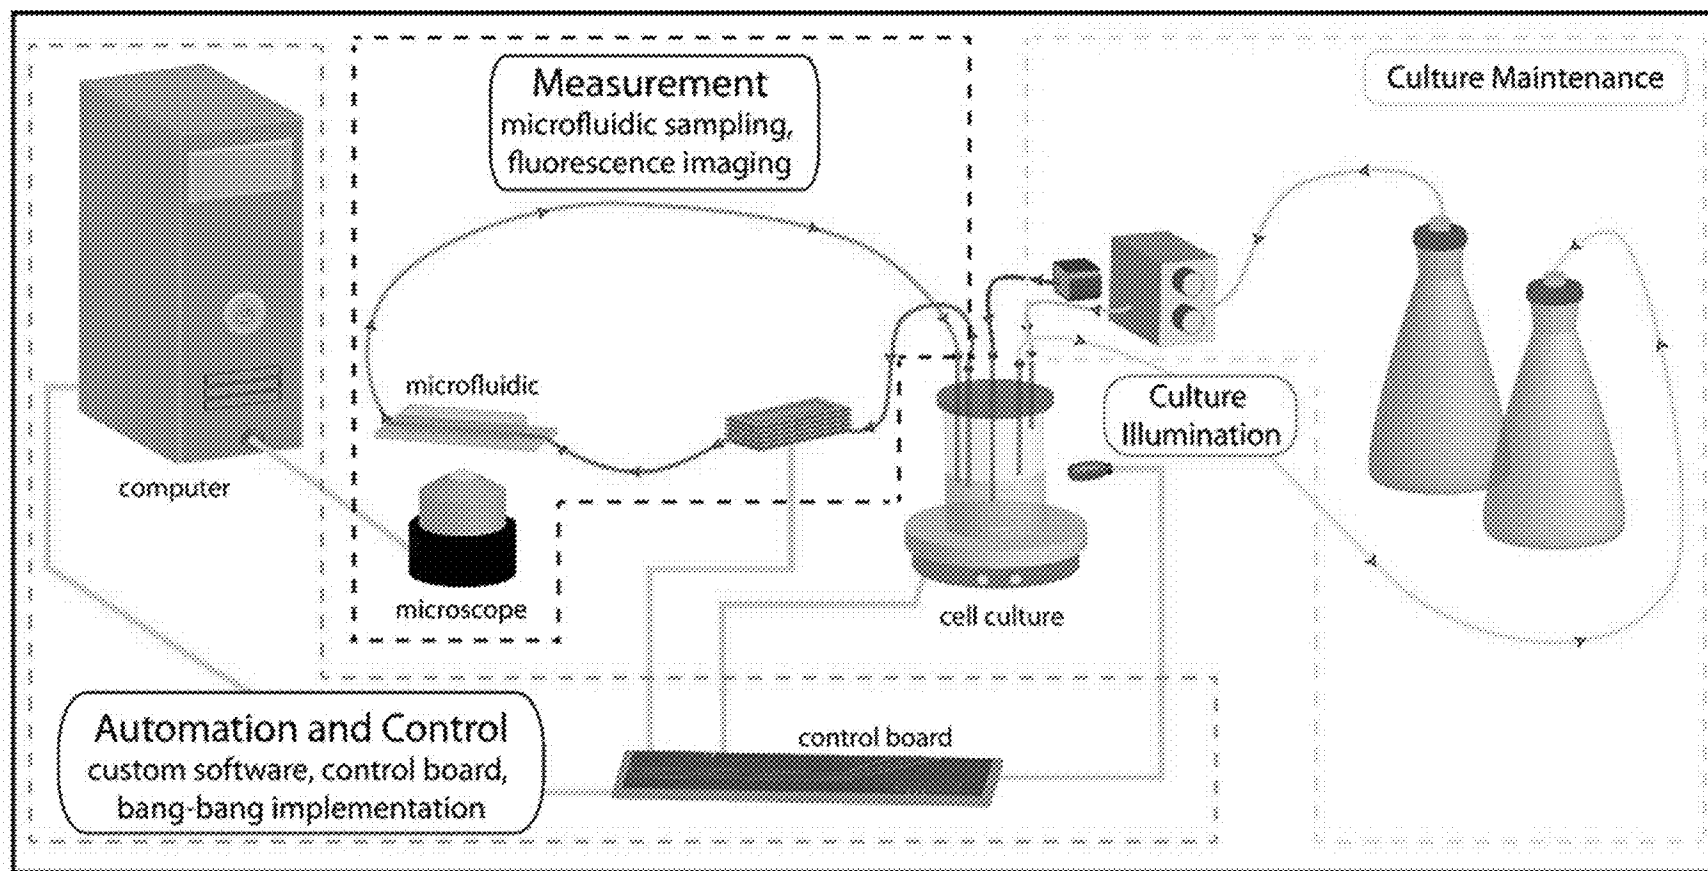 Measurement
microfluidic sampling,
fluorescence imaging
Culture Maintenance
microfluidic
Culture
Illumination
computer
microscope
cell culture
Automation and Control
custom software, control board,
bang-bang implementation
control board